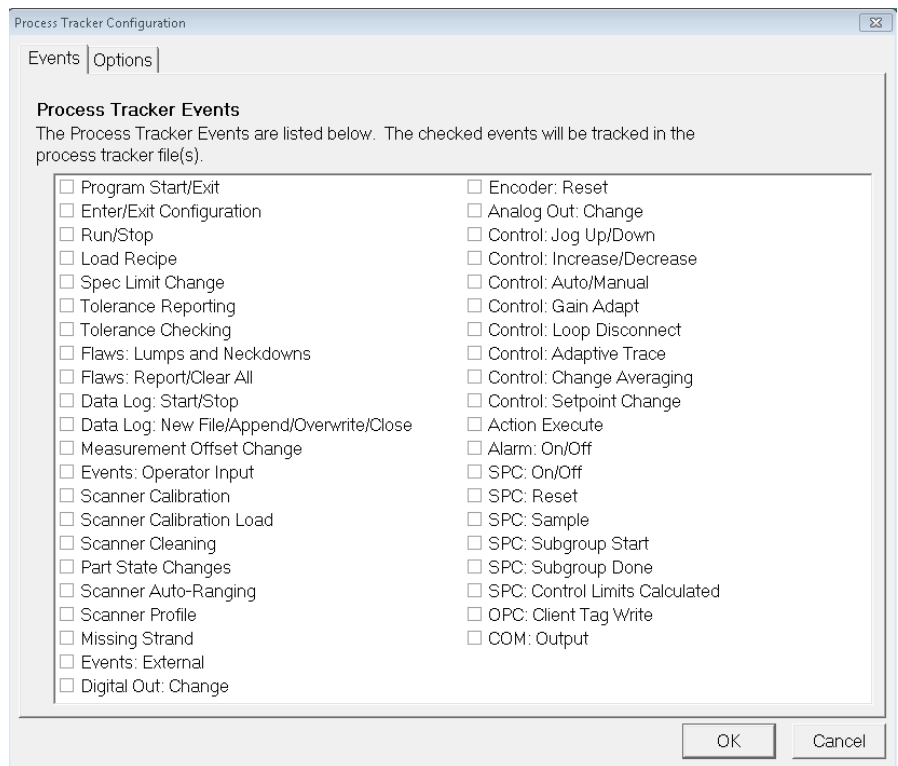 Process Tracker Configuration
Events
Options
Process Tracker Events
The Process Tracker Events are listed below. The checked events will be tracked in the
process tracker file(s).
Program Start/Exit
Enter/Exit Configuration
Run/Stop
Load Recipe
Spec Limit Change
Tolerance Reporting
Tolerance Checking
Flaws: Lumps and Neckdowns
Flaws: Report/Clear All
Data Log: Start/Stop
Data Log: New File/Append/Overwrite/Close
Measurement Offset Change
Events: Operator Input
Scanner Calibration
Scanner Calibration Load
Scanner Cleaning
Part State Changes
Scanner Auto-Ranging
Scanner Profile
Missing Strand
Events: External
Digital Out: Change
Encoder: Reset
Analog Out: Change
Control: Jog Up/Down
Control: Increase/Decrease
Control: Auto/Manual
Control: Gain Adapt
Control: Loop Disconnect
Control: Adaptive Trace
Control: Change Averaging
Control: Setpoint Change
Action Execute
Alarm: On/Off
SPC: On/Off
SPC: Reset
SPC: Sample
SPC: Subgroup Start
SPC: Subgroup Done
SPC: Control Limits Calculated
OPC: Client Tag Write
COM: Output
OK
Cancel